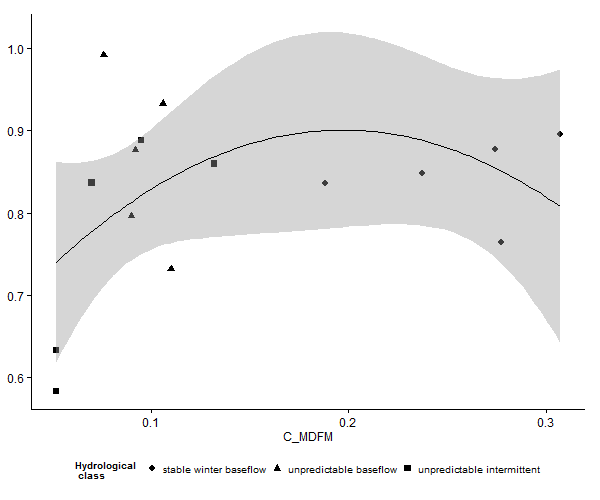 1.0
0.9
0.8
0.7
0.6
0.1 0.2 0.3
C_MDFM
Hydrological
class
stable winter baseflow unpredictable baseflow unpredictable intermittent